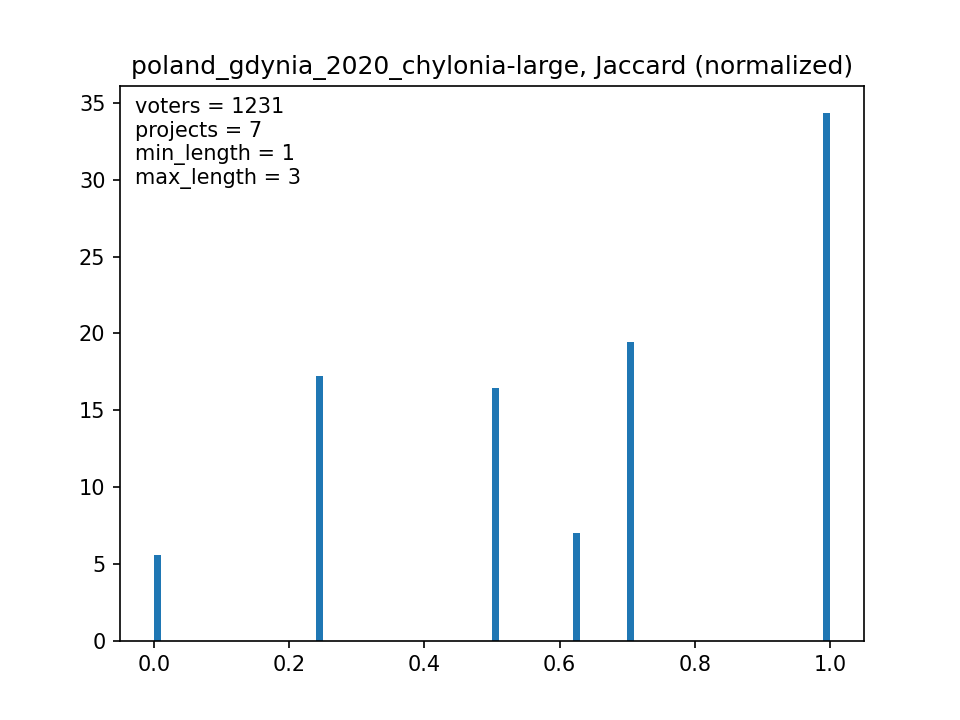 poland_gdynia_2020_chylonia-large, Jaccard (normalized)
voters = 1231
projects = 7
min_length = 1
max_length = 3
35
30
25
20
15
10
5
0
0.0 0.2 0.4 0.6 0.8 1.0